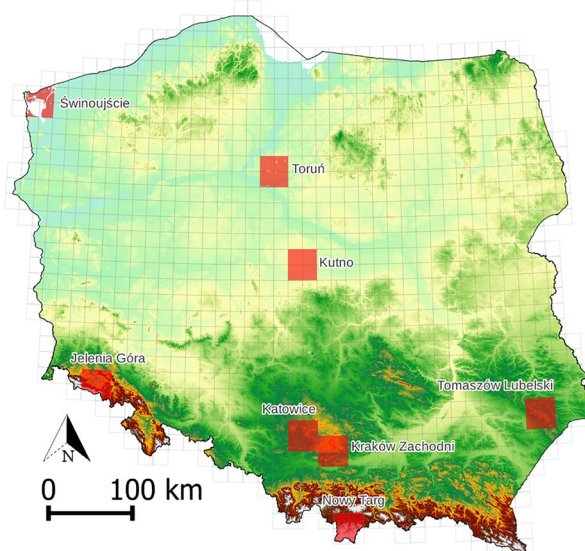 Świnoujście
Toruń
Kutno
Jelenia Góra
Tomaszów Lubelski
Katowice
Kraków Zachodni
Nowy Targ
N
0 100 km